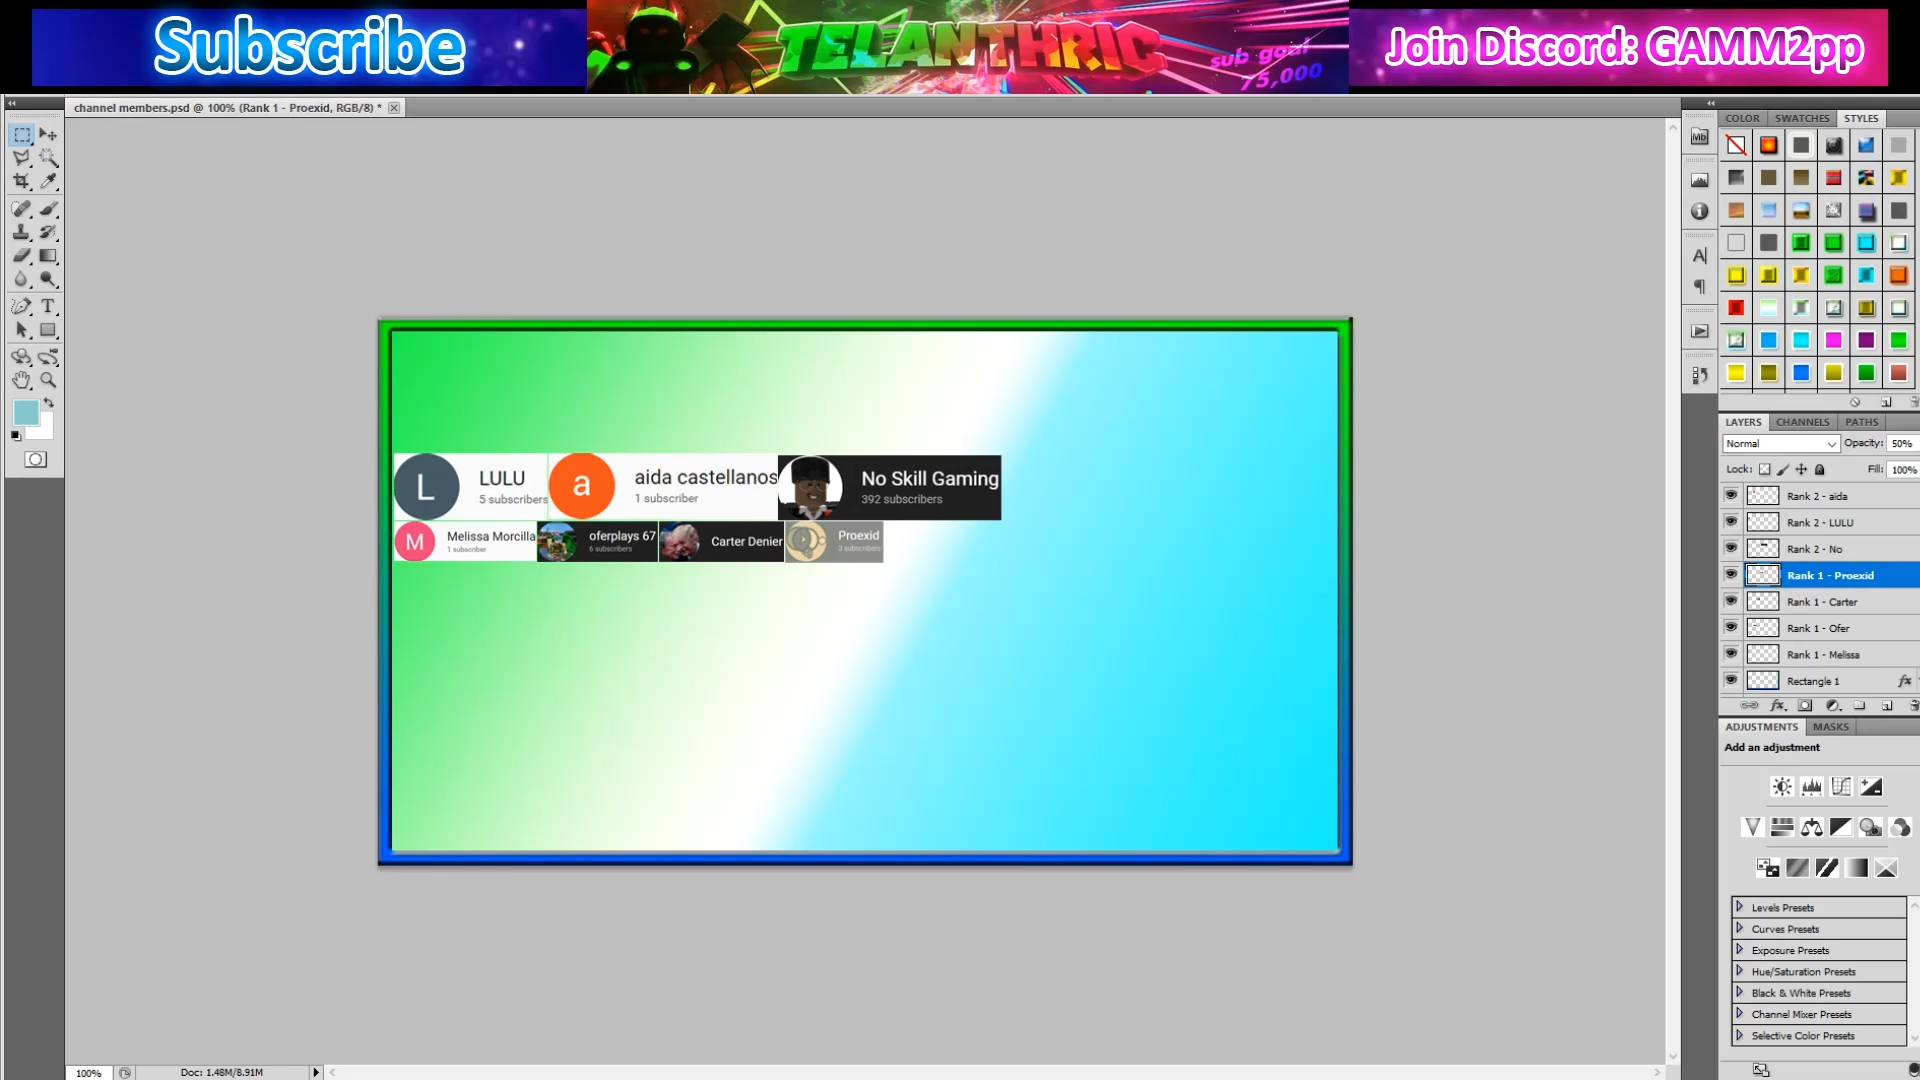 Subscribe
TELANTHRIC
sub goal
75,000
Join Discord: GAMM2pp
channel members.psd @ 100% (Rank 1 - Proexid, RGB/8) *
COLOR SWATCHES STYLES
Mb
LULU
5 subscribers
L
a
aida castellanos
1 subscriber
No Skill Gaming
392 subscribers
M
Melissa Morcilla
1 subscriber
oferplays 67
6 subscribers
Carter Denier
Proexid
3 subscribers
LAYERS CHANNELS PATHS
Normal Opacity: 50%
Lock: Fill: 100%
Rank 2 - aida
Rank 2 - LULU
Rank 2 - No
Rank 1 - Proexid
Rank 1 - Carter
Rank 1 - Ofer
Rank 1 - Melissa
Rectangle 1 fx
fx
ADJUSTMENTS MASKS
Add an adjustment
Levels Presets
Curves Presets
Exposure Presets
Hue/Saturation Presets
Black & White Presets
Channel Mixer Presets
Selective Color Presets
100% Doc: 1.48M/8.91M